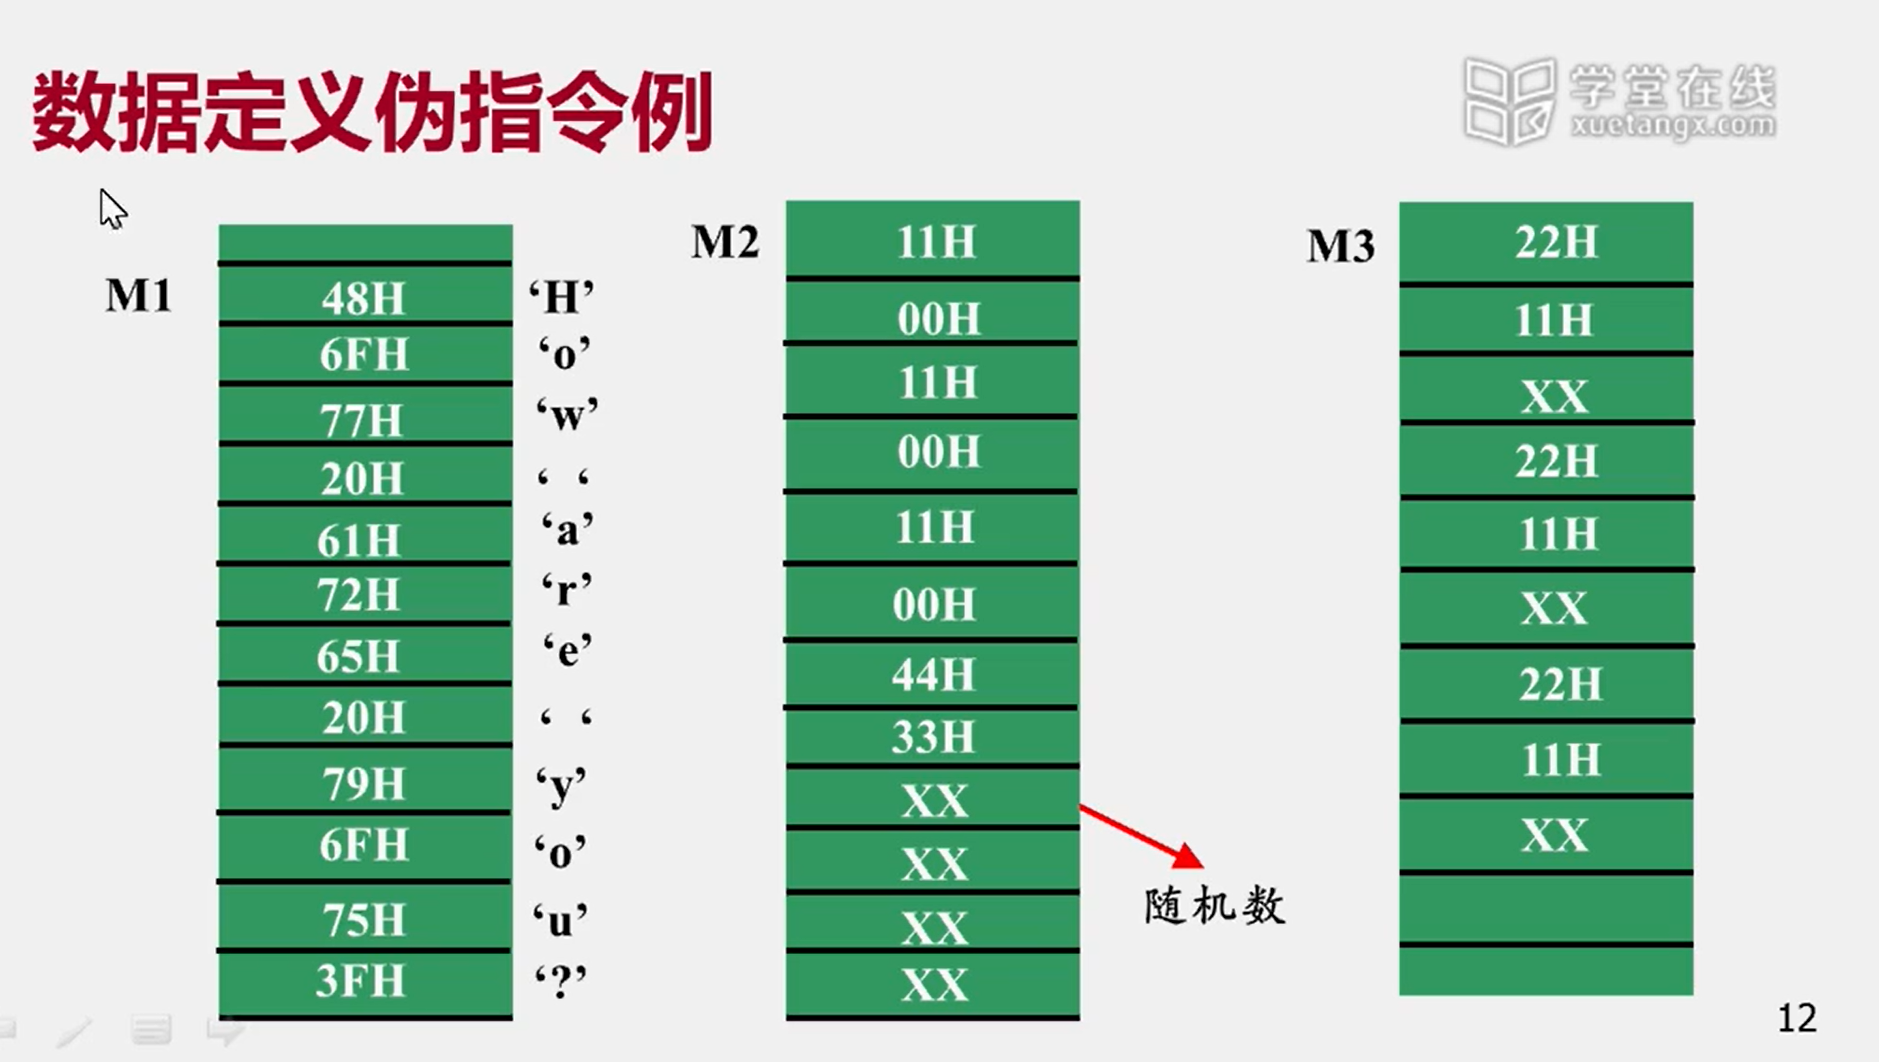 数据定义伪指令例
学堂在线
xuetangx.com
M1
48H ‘H’
6FH ‘o’
77H ‘w’
20H ‘ ‘
61H ‘a’
72H ‘r’
65H ‘e’
20H ‘ ‘
79H ‘y’
6FH ‘o’
75H ‘u’
3FH ‘?’
M2
11H
00H
11H
00H
11H
00H
44H
33H
XX
XX
XX
XX
随机数
M3
22H
11H
XX
22H
11H
XX
22H
11H
XX
12